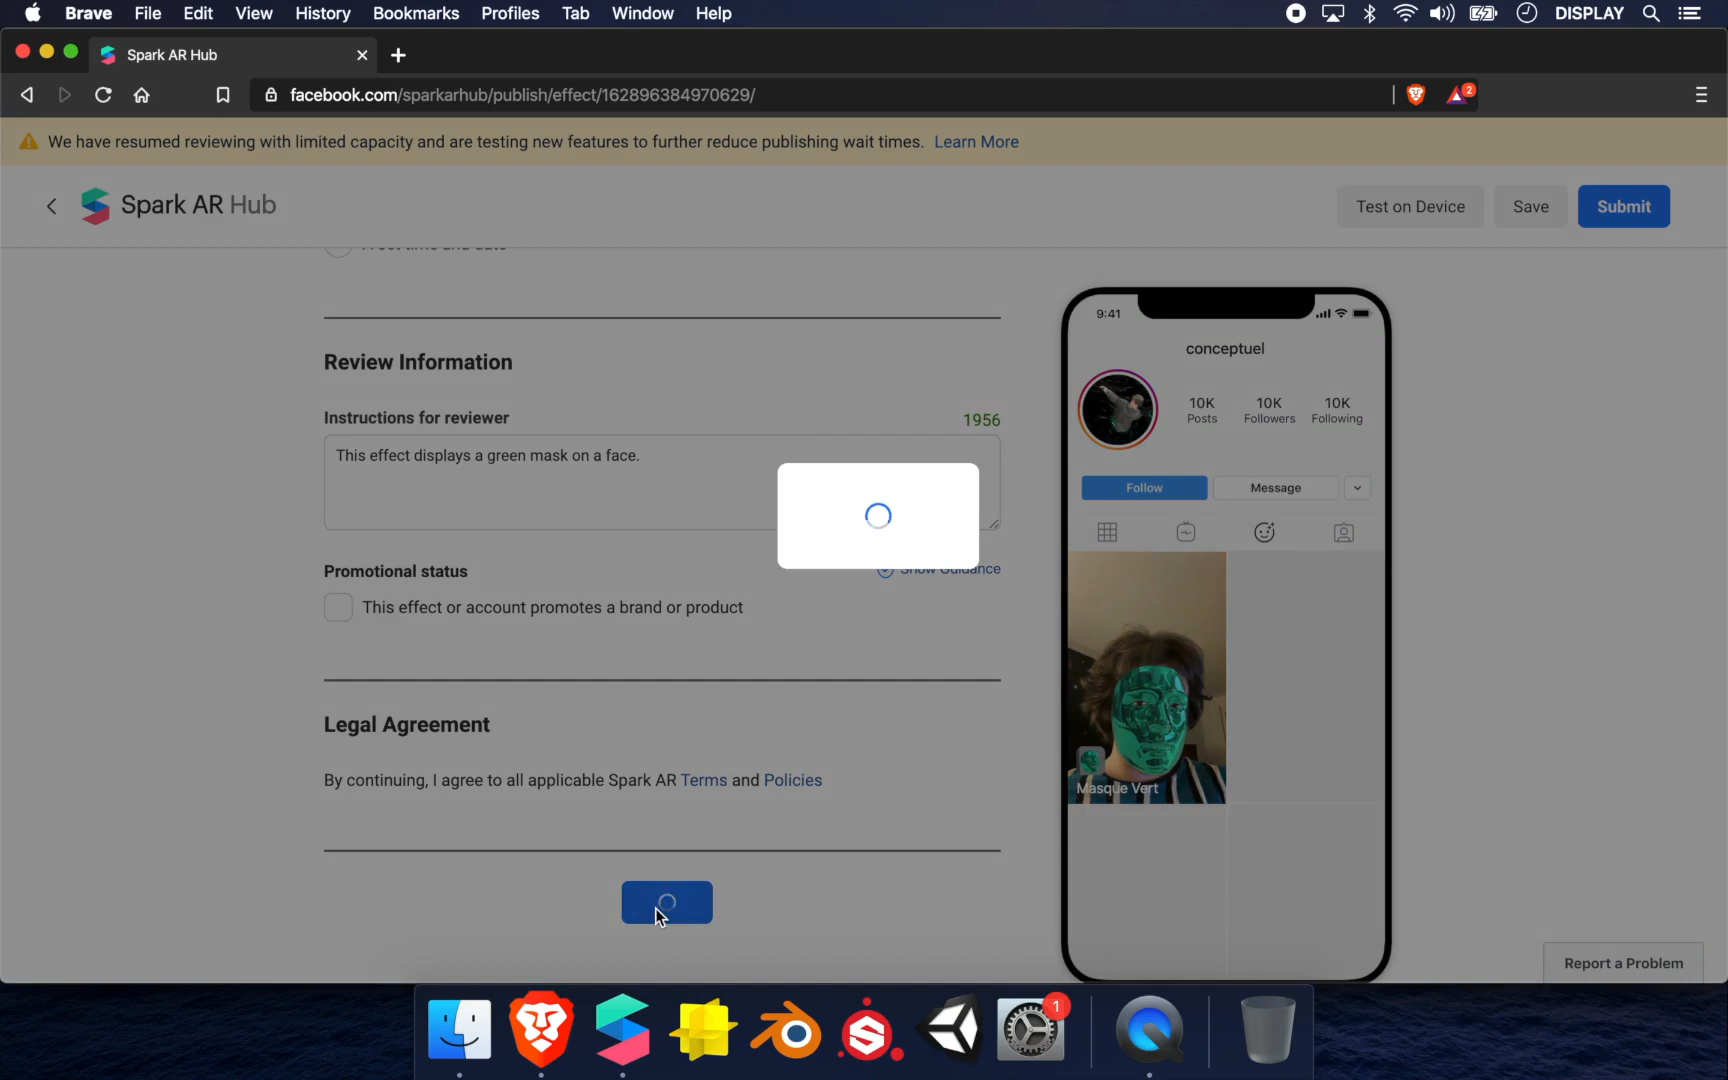 Brave File Edit View History Bookmarks Profiles Tab Window Help DISPLAY
Spark AR Hub
facebook.com/sparkarhub/publish/effect/162896384970629/
2
We have resumed reviewing with limited capacity and are testing new features to further reduce publishing wait times. Learn More
Spark AR Hub
Test on Device
Save
Submit
Review Information
Instructions for reviewer
1956
This effect displays a green mask on a face.
Promotional status
Show Guidance
This effect or account promotes a brand or product
Legal Agreement
By continuing, I agree to all applicable Spark AR Terms and Policies
9:41
conceptuel
10K 10K 10K
Posts Followers Following
Follow Message
Masque Vert
Report a Problem
1